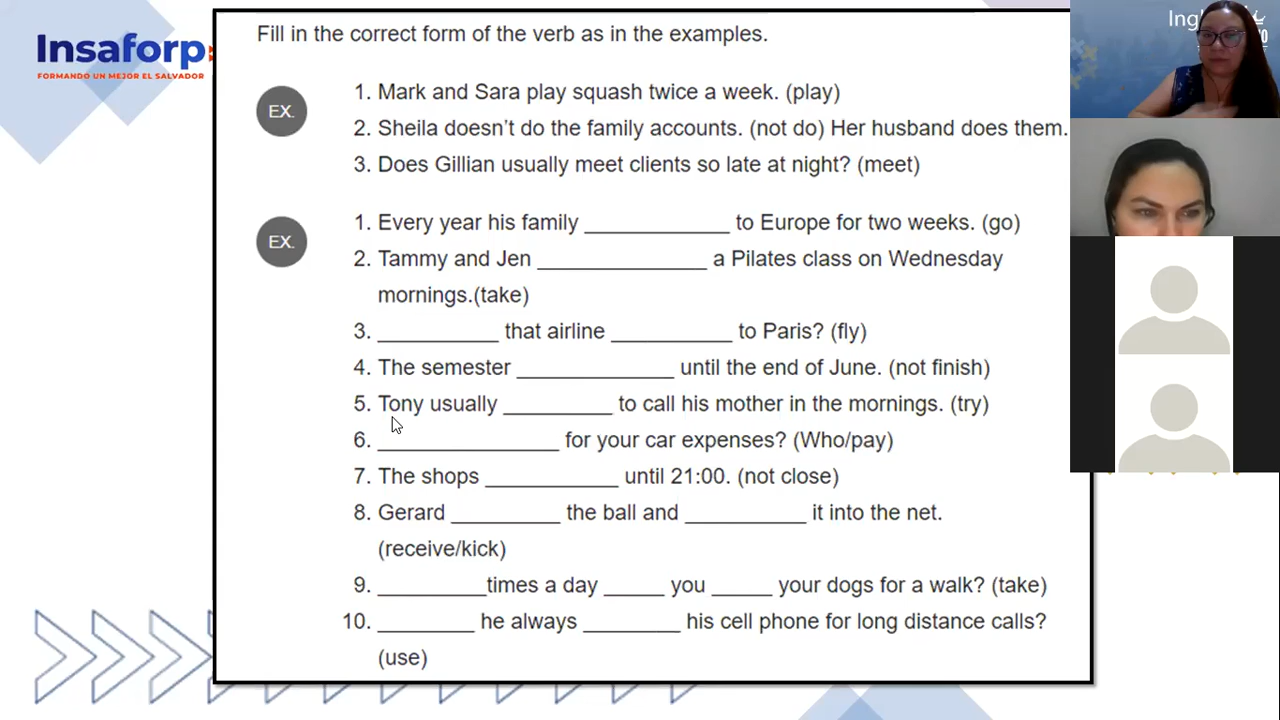 Insaforp
FORMANDO UN MEJOR EL SALVADOR
Fill in the correct form of the verb as in the examples.
EX.
1. Mark and Sara play squash twice a week. (play)
2. Sheila doesn't do the family accounts. (not do) Her husband does them.
3. Does Gillian usually meet clients so late at night? (meet)
EX.
1. Every year his family ____________ to Europe for two weeks. (go)
2. Tammy and Jen ______________ a Pilates class on Wednesday
mornings.(take)
3. __________ that airline __________ to Paris? (fly)
4. The semester _____________ until the end of June. (not finish)
5. Tony usually _________ to call his mother in the mornings. (try)
6. _______________ for your car expenses? (Who/pay)
7. The shops ___________ until 21:00. (not close)
8. Gerard _________ the ball and __________ it into the net.
(receive/kick)
9. _________times a day _____ you _____ your dogs for a walk? (take)
10. ________ he always ________ his cell phone for long distance calls?
(use)